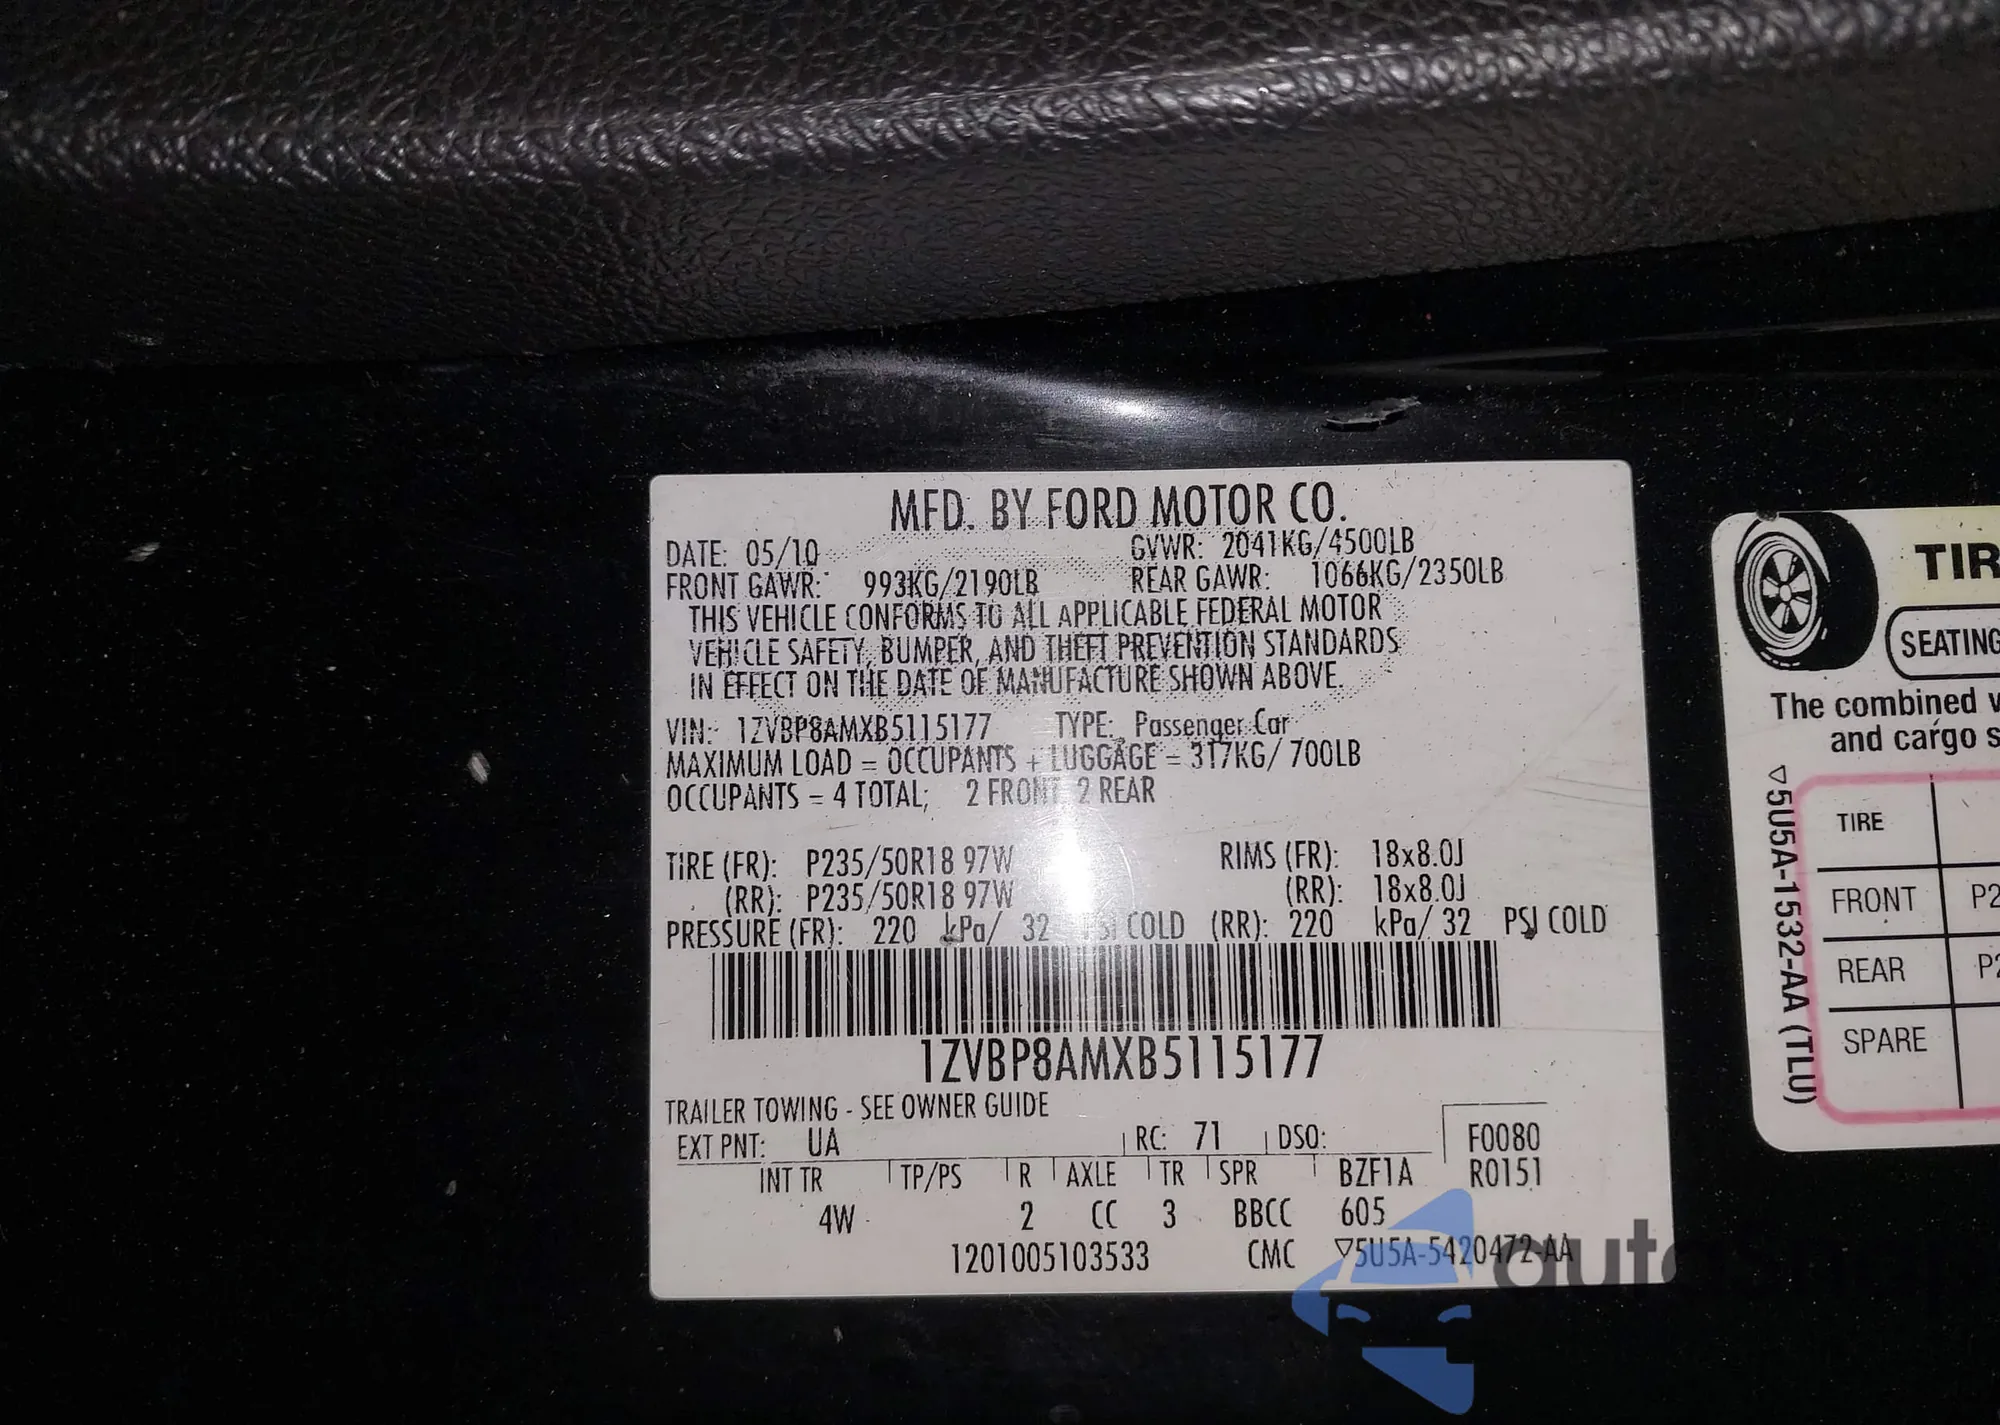 MFD. BY FORD MOTOR CO.
DATE: 05/10 GVWR: 2041KG/4500LB
FRONT GAWR: 993KG/2190LB REAR GAWR: 1066KG/2350LB
THIS VEHICLE CONFORMS TO ALL APPLICABLE FEDERAL MOTOR
VEHICLE SAFETY, BUMPER, AND THEFT PREVENTION STANDARDS
IN EFFECT ON THE DATE OF MANUFACTURE SHOWN ABOVE.
VIN: 1ZVBP8AMXB5115177 TYPE: Passenger Car
MAXIMUM LOAD = OCCUPANTS + LUGGAGE = 317KG/ 700LB
OCCUPANTS = 4 TOTAL; 2 FRONT 2 REAR
TIRE (FR): P235/50R18 97W RIMS (FR): 18x8.0J
(RR): P235/50R18 97W (RR): 18x8.0J
PRESSURE (FR): 220 kPa/ 32 PSI COLD (RR): 220 kPa/ 32 PSI COLD
1ZVBP8AMXB5115177
TRAILER TOWING - SEE OWNER GUIDE
EXT PNT: UA RC: 71 DSO: F0080
INT TR TP/PS R AXLE TR SPR BZF1A R0151
4W 2 CC 3 BBCC 605
1201005103533 CMC ▽5U5A-5420472-AA
TIR
SEATING
The combined
and cargo s
▽5U5A-1532-AA (TLU)
TIRE
FRONT P2
REAR P2
SPARE